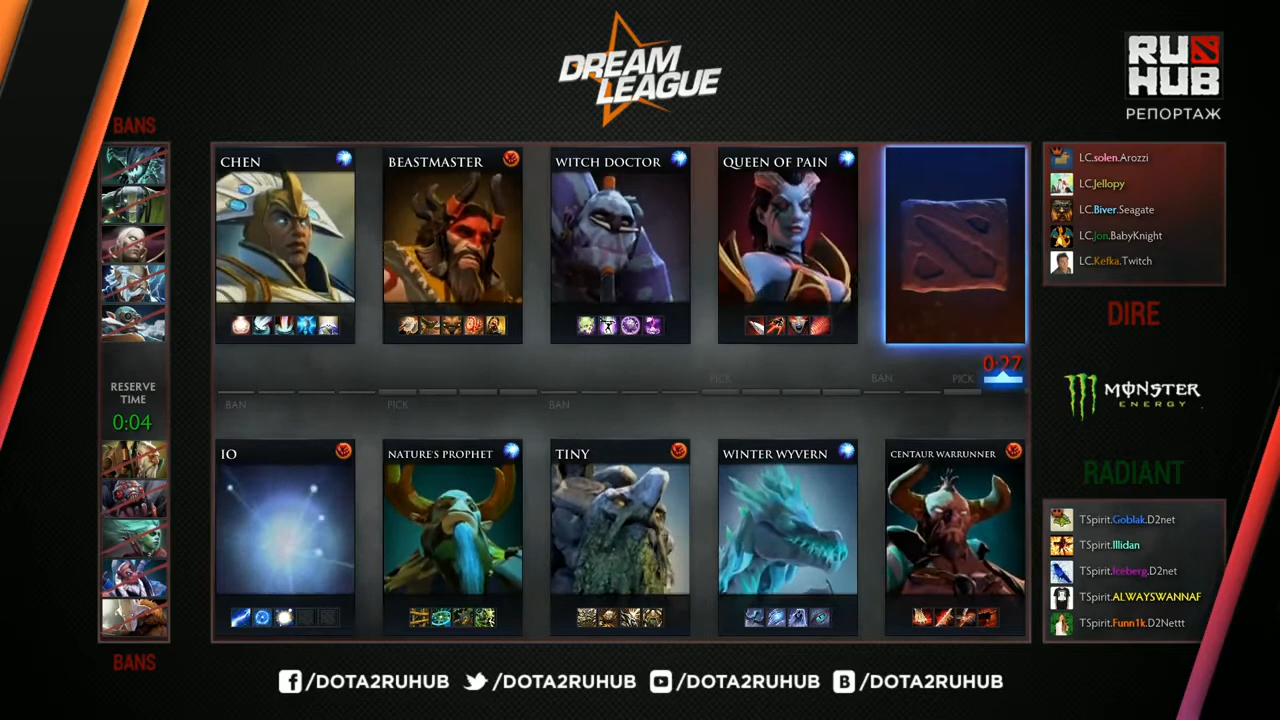 DREAM
LEAGUE
RU
HUB
РЕПОРТАЖ
BANS
CHEN
BEASTMASTER
WITCH DOCTOR
QUEEN OF PAIN
LC.solen.Arozzi
LC.Jellopy
LC.Biver.Seagate
LC.Jon.BabyKnight
LC.Kefka.Twitch
DIRE
RESERVE
TIME
0:04
PICK
BAN
PICK
0:27
BAN
PICK
BAN
MONSTER
ENERGY
RADIANT
IO
NATURE'S PROPHET
TINY
WINTER WYVERN
CENTAUR WARRUNNER
TSpirit.Goblak.D2net
TSpirit.Illidan
TSpirit.Iceberg.D2net
TSpirit.ALWAYSWANNAF
TSpirit.Funn1k.D2Nettt
BANS
/DOTA2RUHUB
/DOTA2RUHUB
/DOTA2RUHUB
B /DOTA2RUHUB